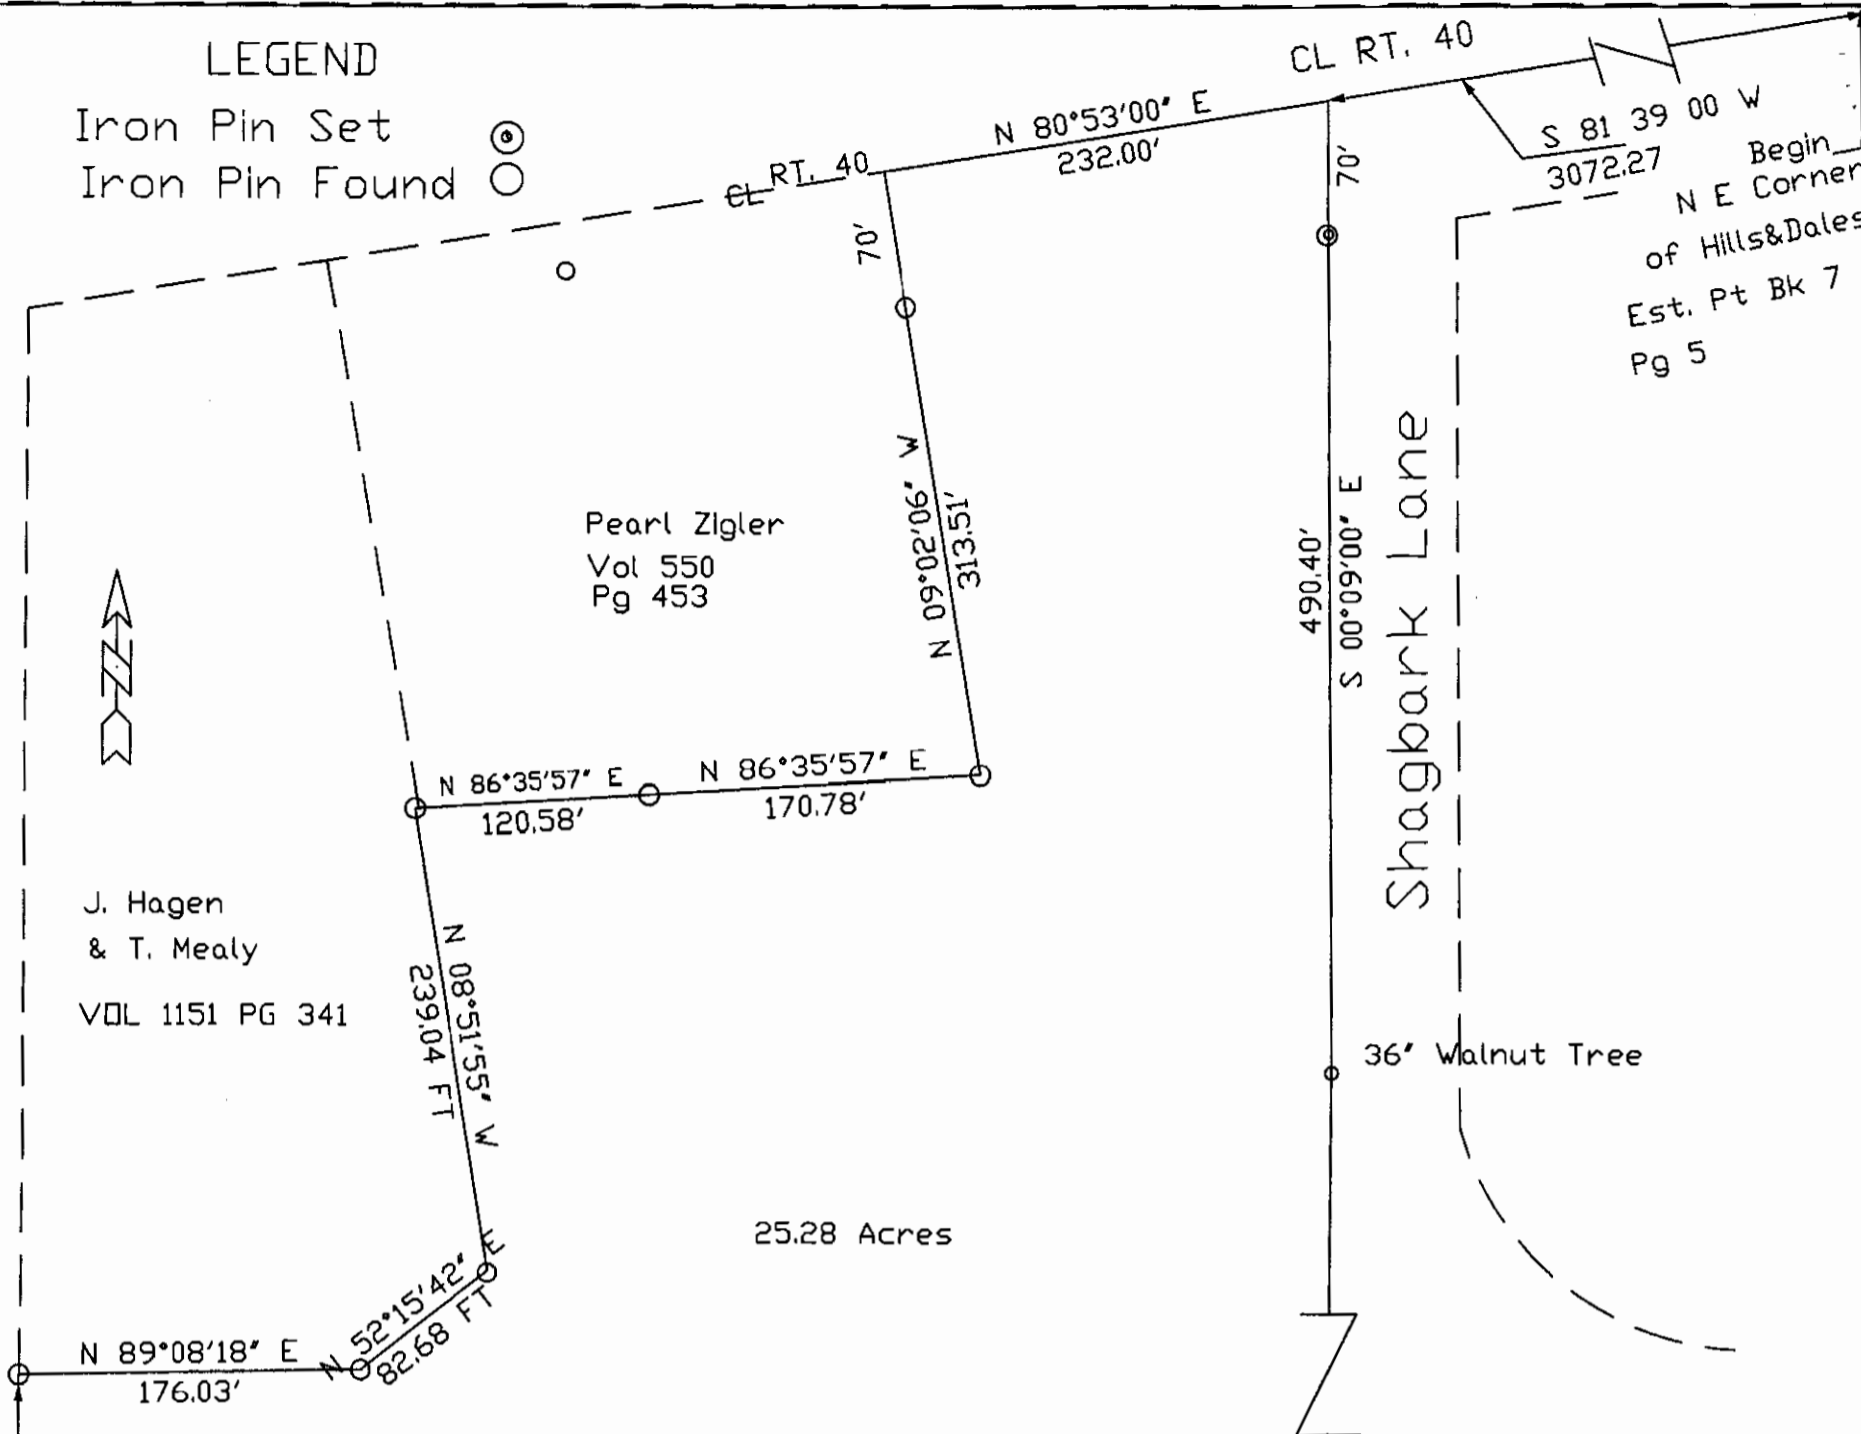 LEGEND
Iron Pin Set
Iron Pin Found
CL RT. 40
N 80°53'00" E
232.00'
CL RT. 40
S 81 39 00 W
3072.27
Begin
N E Corner
of Hills&Dales
Est. Pt Bk 7
Pg 5
70'
70'
N 09°02'06" W
313.51'
Pearl Zigler
Vol 550
Pg 453
490.40'
S 00°09'00" E
Shagbark Lane
N
N 86°35'57" E
120.58'
N 86°35'57" E
170.78'
J. Hagen
& T. Mealy
VOL 1151 PG 341
N 08°51'55" W
239.04 FT
36" Walnut Tree
25.28 Acres
N 52°15'42" E
82.68 FT
N 89°08'18" E
176.03'